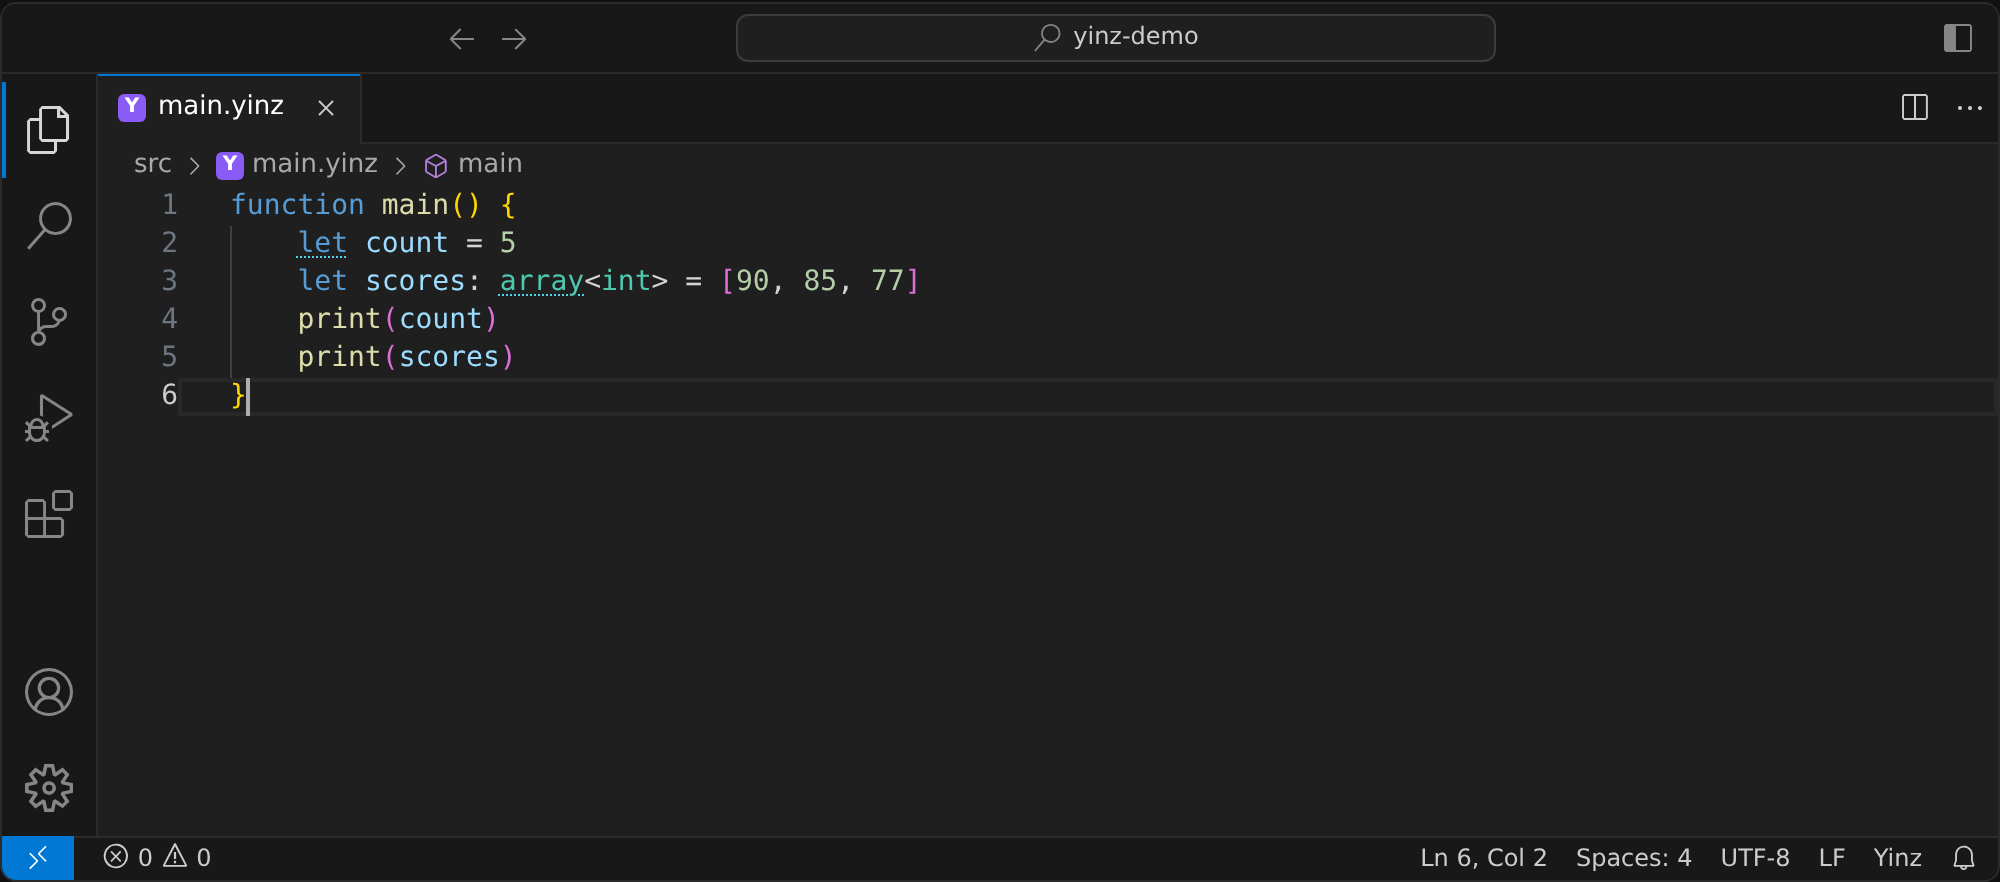 yinz-demo
Y main.yinz
src > Y main.yinz > main
1 function main() {
2     let count = 5
3     let scores: array<int> = [90, 85, 77]
4     print(count)
5     print(scores)
6 }
0 0 Ln 6, Col 2 Spaces: 4 UTF-8 LF Yinz